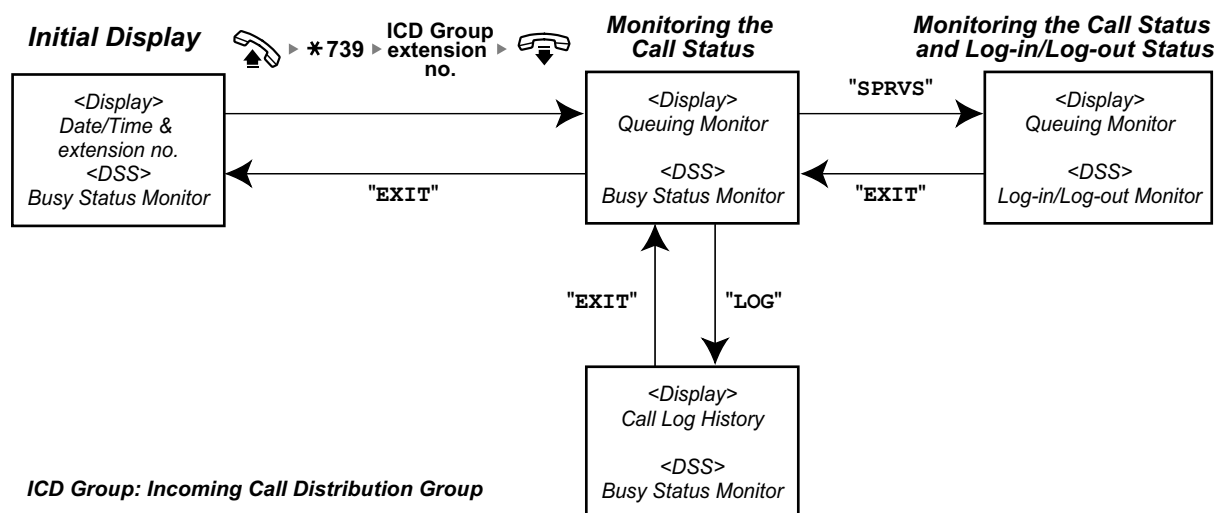 Initial Display
✱739
ICD Group
extension
no.
Monitoring the
Call Status
Monitoring the Call Status
and Log-in/Log-out Status
<Display>
Date/Time &
extension no.
<DSS>
Busy Status Monitor
"EXIT"
<Display>
Queuing Monitor
<DSS>
Busy Status Monitor
"SPRVS"
"EXIT"
<Display>
Queuing Monitor
<DSS>
Log-in/Log-out Monitor
"EXIT"
"LOG"
<Display>
Call Log History
<DSS>
Busy Status Monitor
ICD Group: Incoming Call Distribution Group